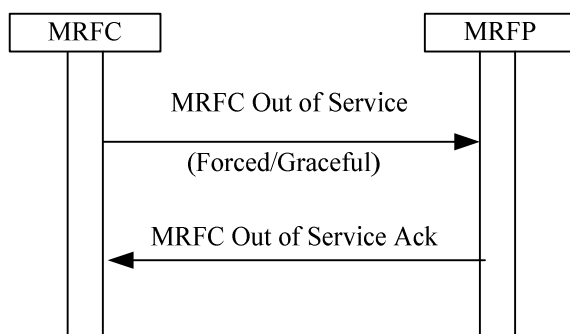 MRFC
MRFP
MRFC Out of Service
(Forced/Graceful)
MRFC Out of Service Ack